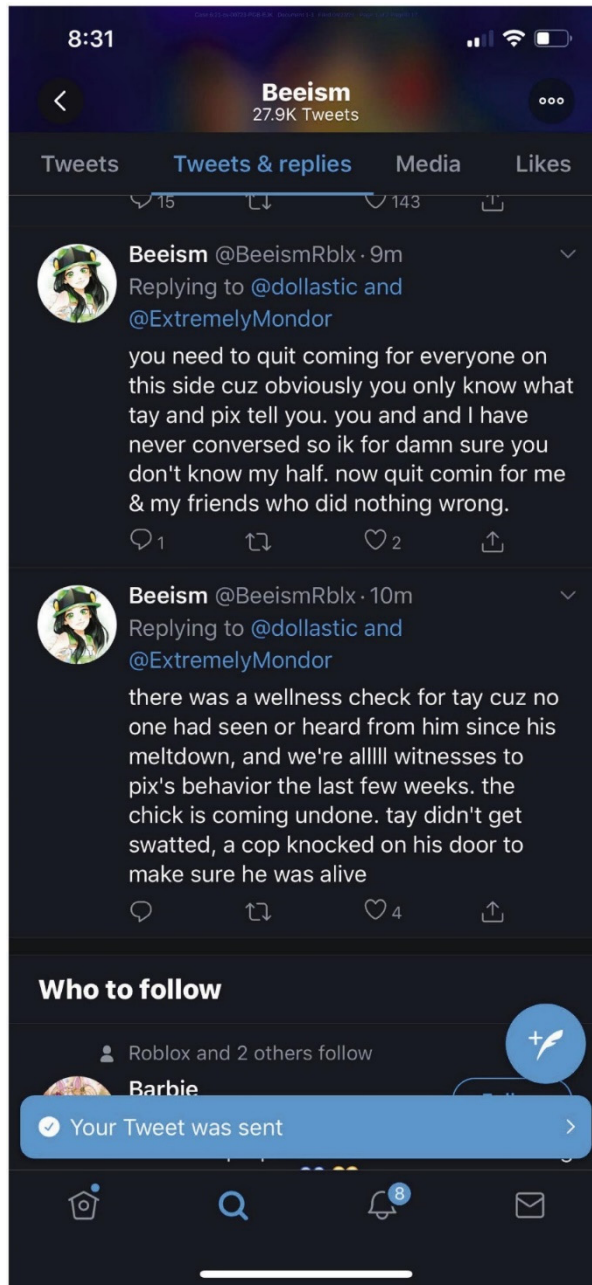 8:31
Beeism
27.9K Tweets
Tweets Tweets & replies Media Likes
15 143
Beeism @BeeismRblx · 9m
Replying to @dollastic and
@ExtremelyMondor
you need to quit coming for everyone on
this side cuz obviously you only know what
tay and pix tell you. you and and I have
never conversed so ik for damn sure you
don't know my half. now quit comin for me
& my friends who did nothing wrong.
1 2
Beeism @BeeismRblx · 10m
Replying to @dollastic and
@ExtremelyMondor
there was a wellness check for tay cuz no
one had seen or heard from him since his
meltdown, and we're alllll witnesses to
pix's behavior the last few weeks. the
chick is coming undone. tay didn't get
swatted, a cop knocked on his door to
make sure he was alive
4
Who to follow
Roblox and 2 others follow
Barbie
Your Tweet was sent
8